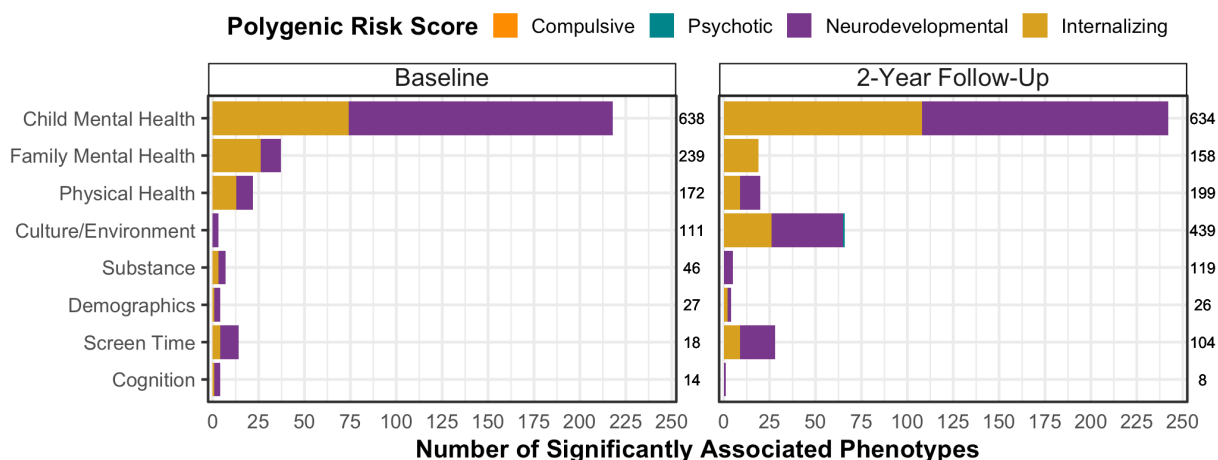 Polygenic Risk Score Compulsive Psychotic Neurodevelopmental Internalizing
Baseline 2-Year Follow-Up
Child Mental Health 638 634
Family Mental Health 239 158
Physical Health 172 199
Culture/Environment 111 439
Substance 46 119
Demographics 27 26
Screen Time 18 104
Cognition 14 8
0 25 50 75 100 125 150 175 200 225 250 0 25 50 75 100 125 150 175 200 225 250
Number of Significantly Associated Phenotypes